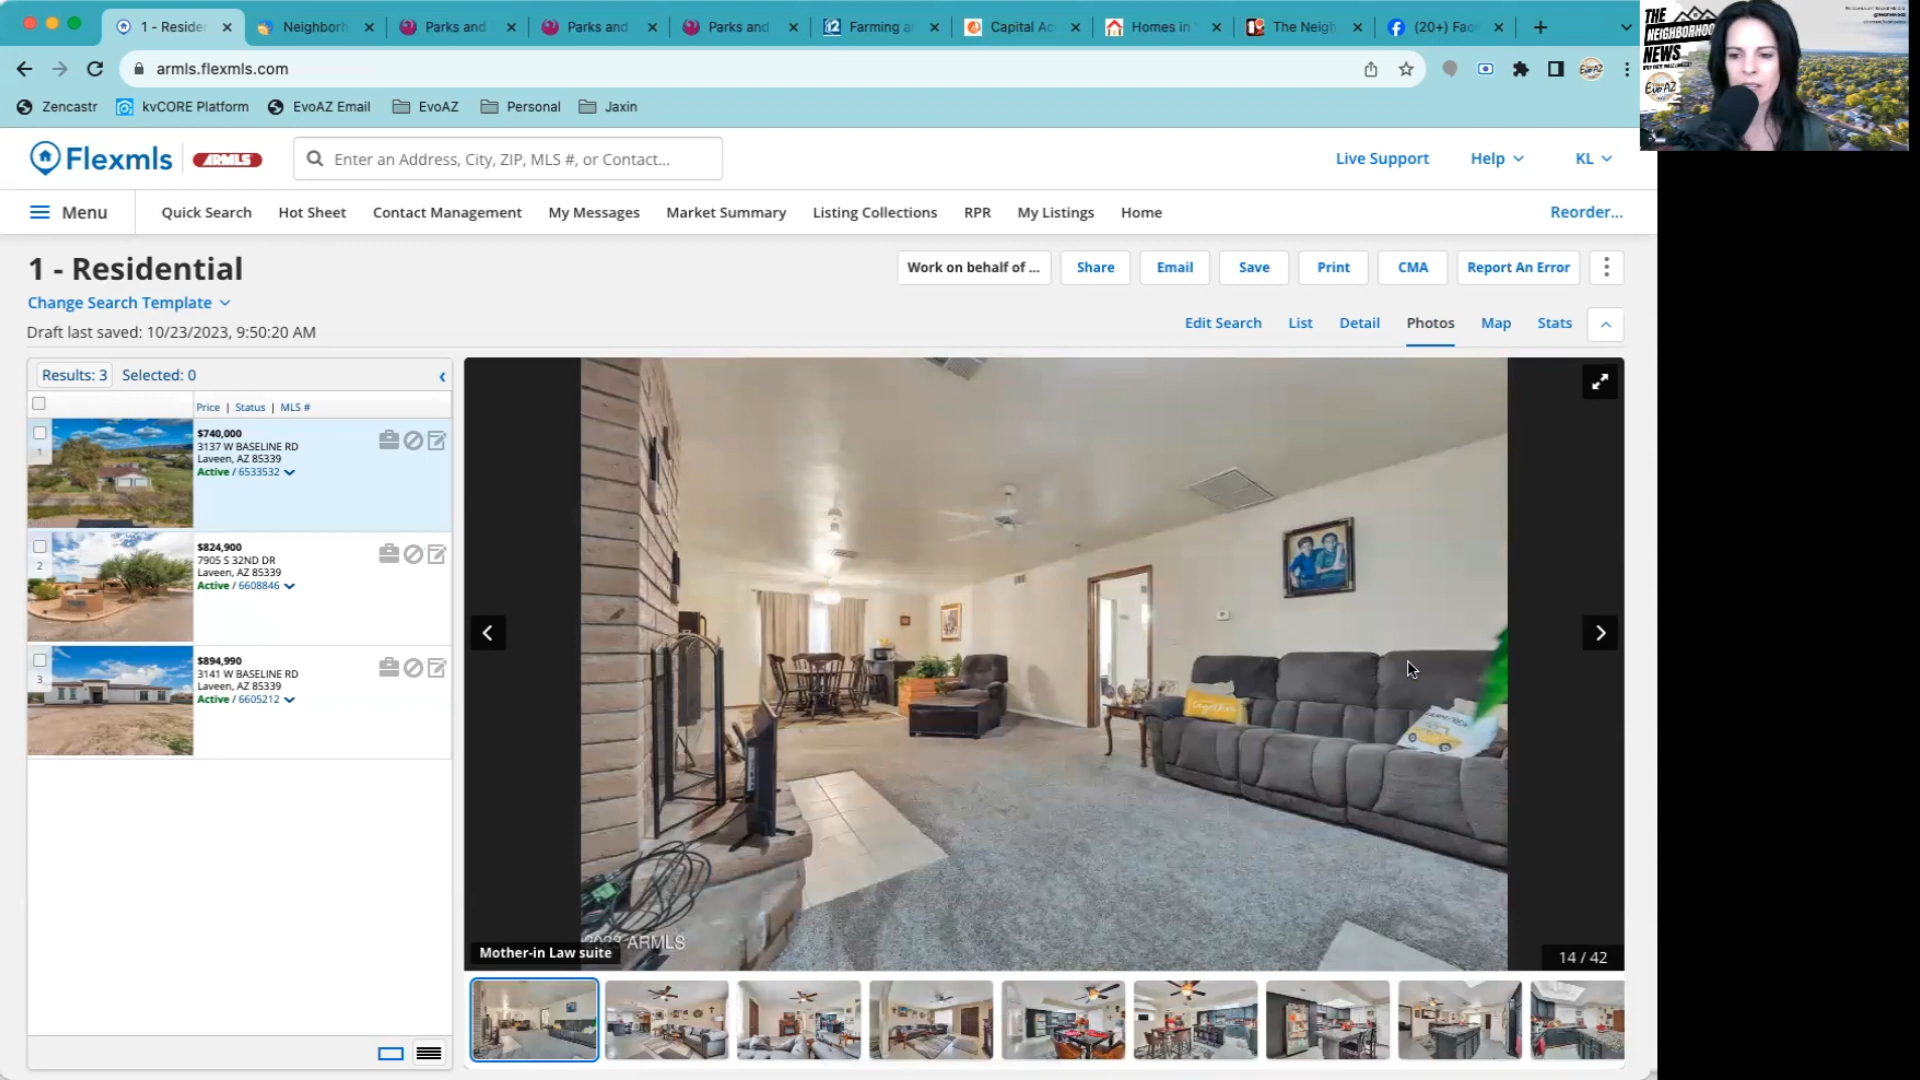 1 - Reside
Neighborh
Parks and
Parks and
Parks and
Farming a
Capital Ac
Homes in
The Neigh
(20+) Fac
armls.flexmls.com
Zencastr
kvCORE Platform
EvoAZ Email
EvoAZ
Personal
Jaxin
THE
NEIGHBORHOOD
NEWS
EvoAZ
Flexmls
ARMLS
Enter an Address, City, ZIP, MLS #, or Contact...
Live Support
Help
KL
Menu
Quick Search
Hot Sheet
Contact Management
My Messages
Market Summary
Listing Collections
RPR
My Listings
Home
Reorder...
1 - Residential
Work on behalf of ...
Share
Email
Save
Print
CMA
Report An Error
Change Search Template
Draft last saved: 10/23/2023, 9:50:20 AM
Edit Search
List
Detail
Photos
Map
Stats
Results: 3 Selected: 0
Price | Status | MLS #
1
$740,000
3137 W BASELINE RD
Laveen, AZ 85339
Active / 6533532
2
$824,900
7905 S 32ND DR
Laveen, AZ 85339
Active / 6608846
3
$894,990
3141 W BASELINE RD
Laveen, AZ 85339
Active / 6605212
together
2023 ARMLS
Mother-in Law suite
14 / 42